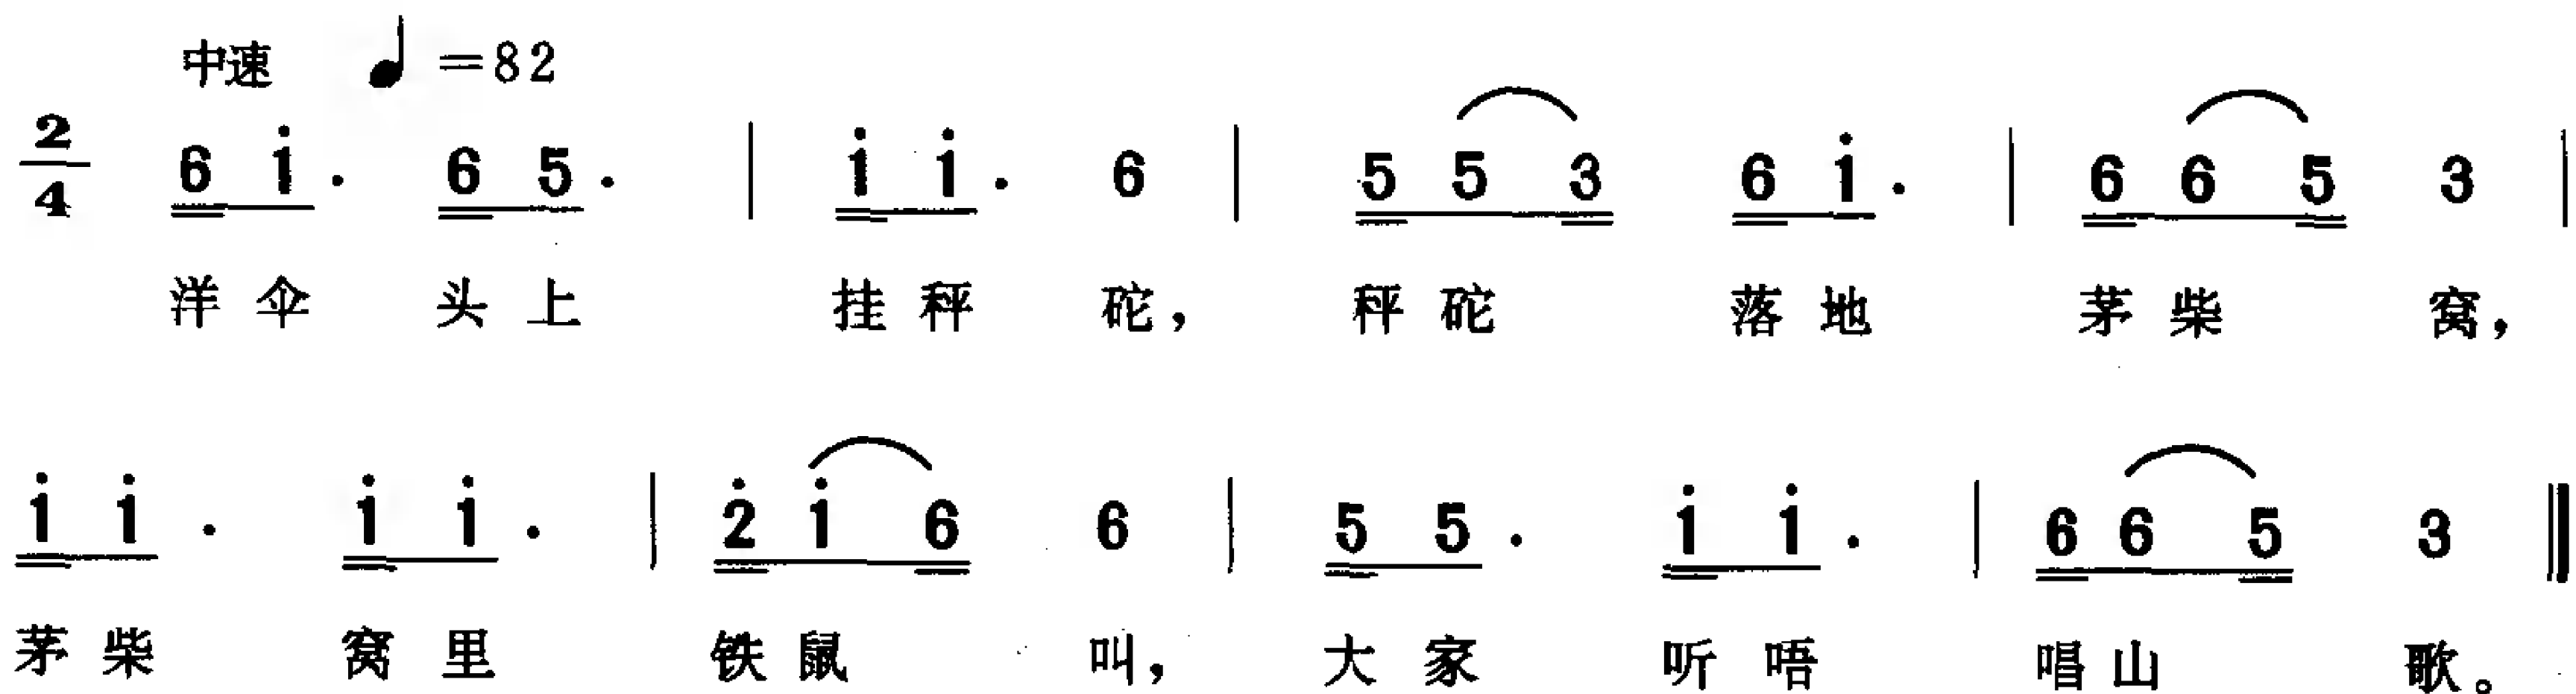 中速 ♩=82
2/4 6 i. 6 5. | i i. 6 | 5 5 3 6 i. | 6 6 5 3 |
洋伞 头上 挂秤 砣， 秤砣 落地 茅柴 窝，
i i. i i. | 2̇ i 6 6 | 5 5. i i. | 6 6 5 3 ‖
茅柴 窝里 铁鼠 叫， 大家 听唔 唱山 歌。